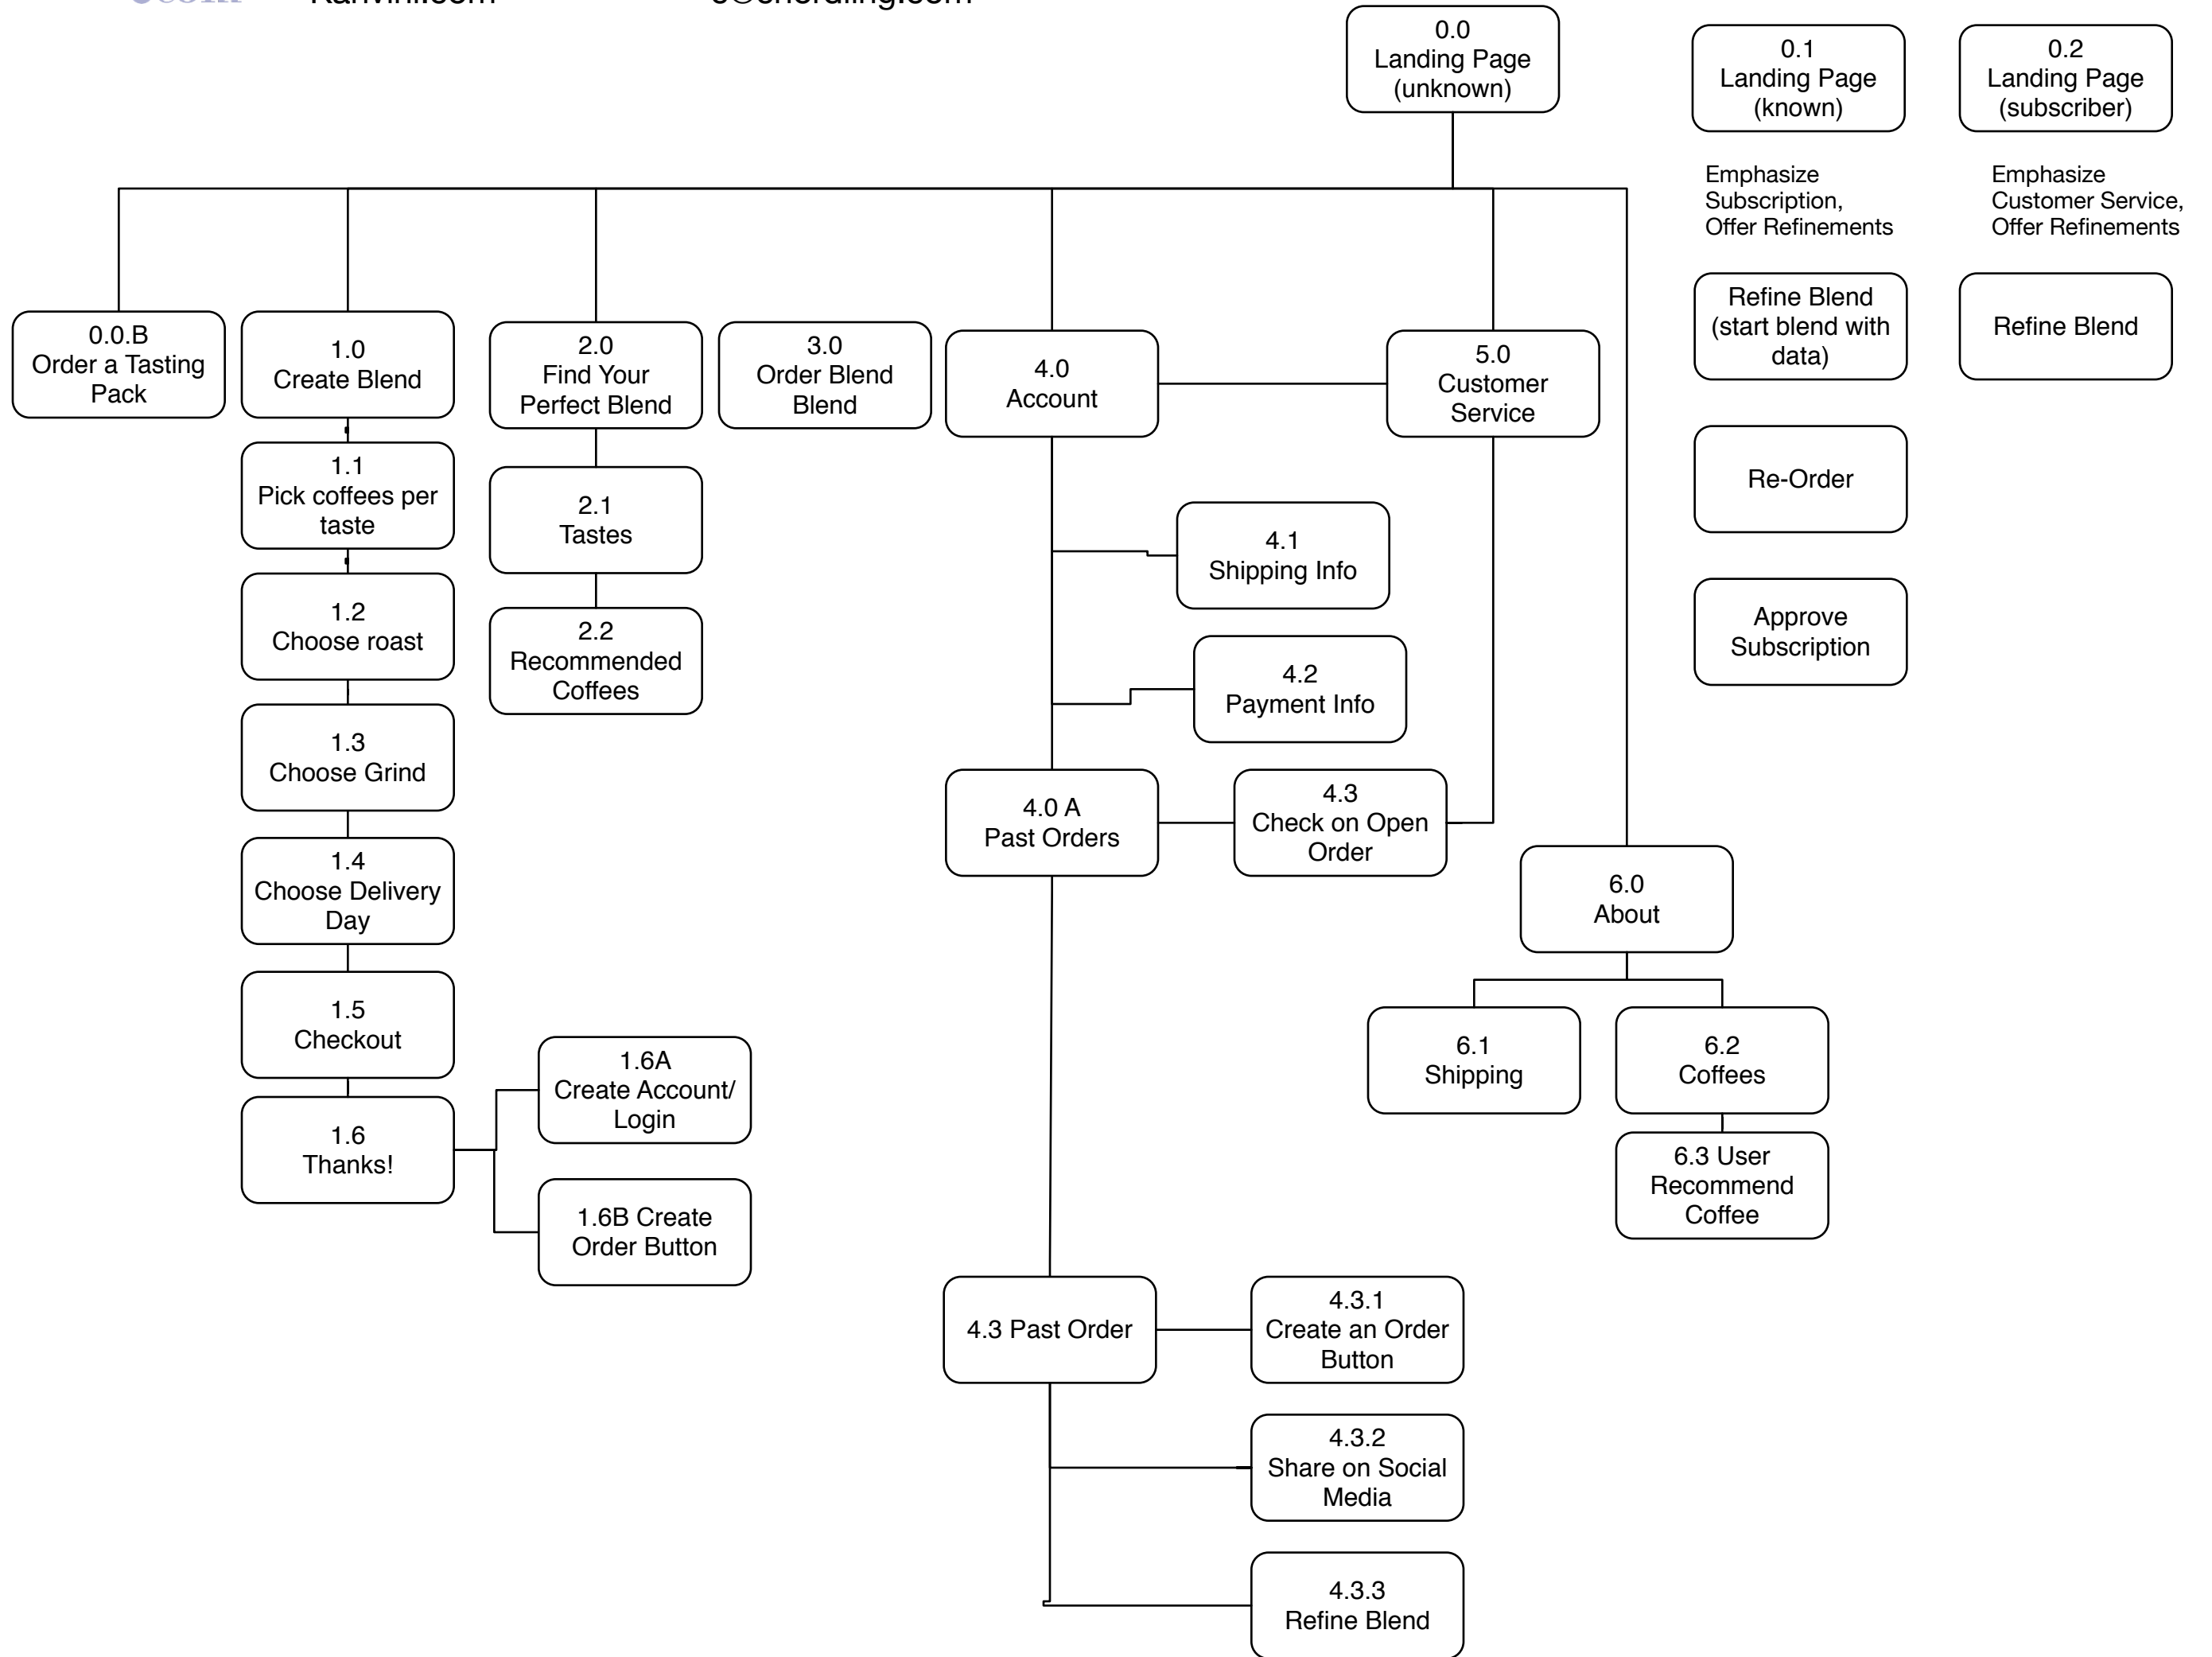 0.0
Landing Page
(unknown)
0.1
Landing Page
(known)
0.2
Landing Page
(subscriber)
Emphasize
Subscription,
Offer Refinements
Emphasize
Customer Service,
Offer Refinements
Refine Blend
(start blend with
data)
Refine Blend
Re-Order
Approve
Subscription
0.0.B
Order a Tasting
Pack
1.0
Create Blend
1.1
Pick coffees per
taste
1.2
Choose roast
1.3
Choose Grind
1.4
Choose Delivery
Day
1.5
Checkout
1.6
Thanks!
1.6A
Create Account/
Login
1.6B Create
Order Button
2.0
Find Your
Perfect Blend
2.1
Tastes
2.2
Recommended
Coffees
3.0
Order Blend
Blend
4.0
Account
5.0
Customer
Service
4.1
Shipping Info
4.2
Payment Info
4.0 A
Past Orders
4.3
Check on Open
Order
4.3 Past Order
4.3.1
Create an Order
Button
4.3.2
Share on Social
Media
4.3.3
Refine Blend
6.0
About
6.1
Shipping
6.2
Coffees
6.3 User
Recommend
Coffee